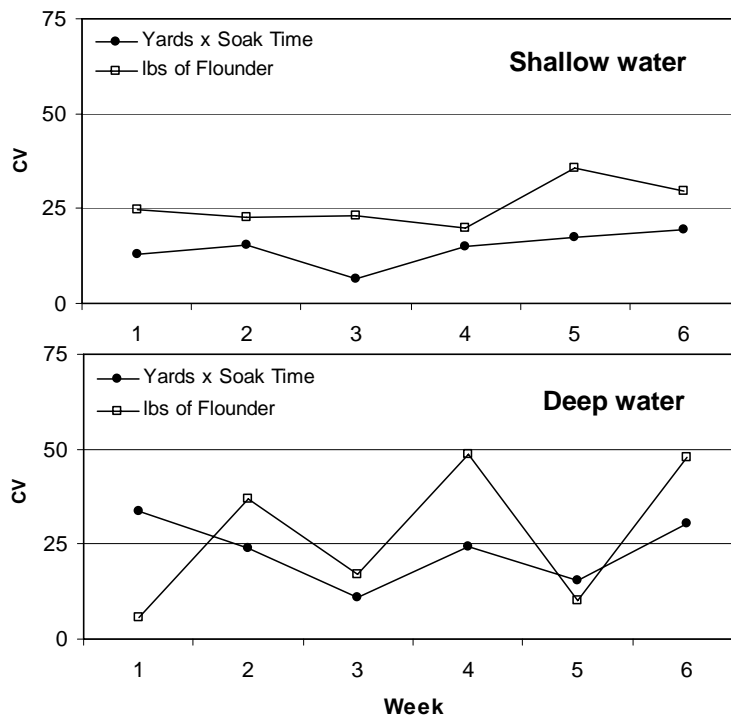 75
Yards x Soak Time
lbs of Flounder
Shallow water
50
CV
25
0
1 2 3 4 5 6
75
Yards x Soak Time
lbs of Flounder
Deep water
50
CV
25
0
1 2 3 4 5 6
Week